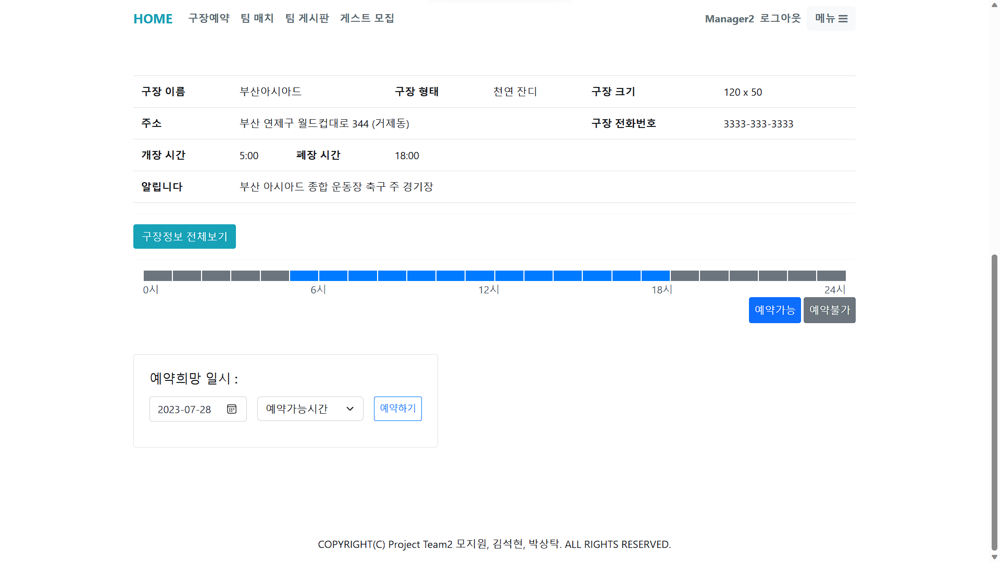 HOME 구장예약 팀 매치 팀 게시판 게스트 모집 Manager2 로그아웃 메뉴
구장 이름 부산아시아드 구장 형태 천연 잔디 구장 크기 120 x 50
주소 부산 연제구 월드컵대로 344 (거제동) 구장 전화번호 3333-333-3333
개장 시간 5:00 폐장 시간 18:00
알립니다 부산 아시아드 종합 운동장 축구 주 경기장
구장정보 전체보기
0시 6시 12시 18시 24시
예약가능 예약불가
예약희망 일시 :
2023-07-28 예약가능시간 예약하기
COPYRIGHT(C) Project Team2 모지원, 김석현, 박상탁. ALL RIGHTS RESERVED.